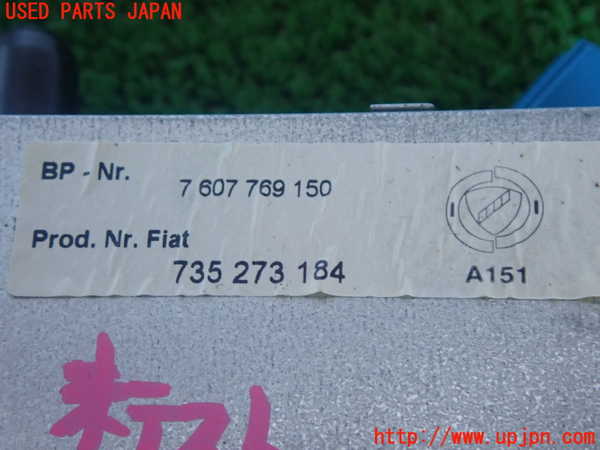 USED PARTS JAPAN
BP - Nr. 7 607 769 150
Prod. Nr. Fiat
735 273 184 A151
http://www.upjpn.com